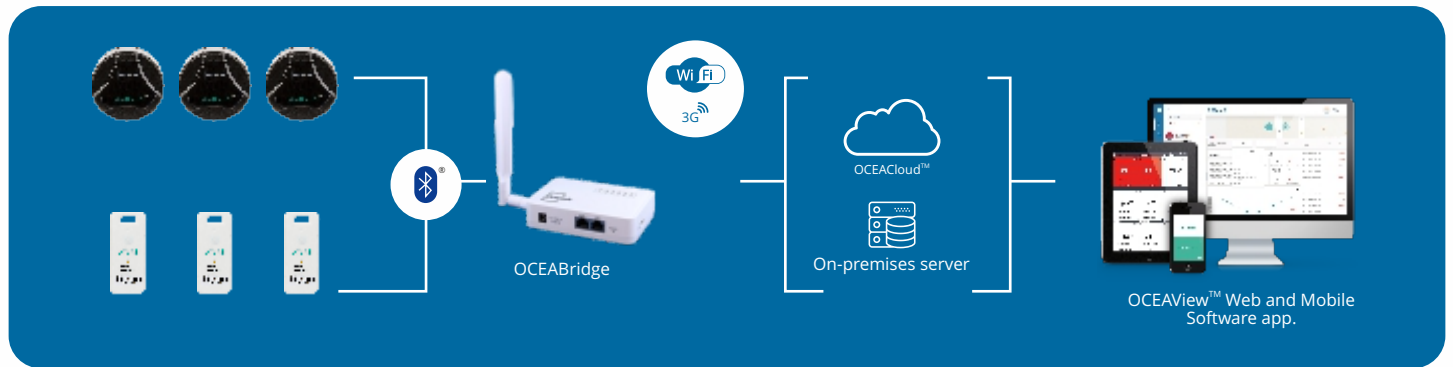 Wi Fi
3G
®
OCEABridge
OCEACloud™
On-premises server
OCEAView™ Web and Mobile
Software app.